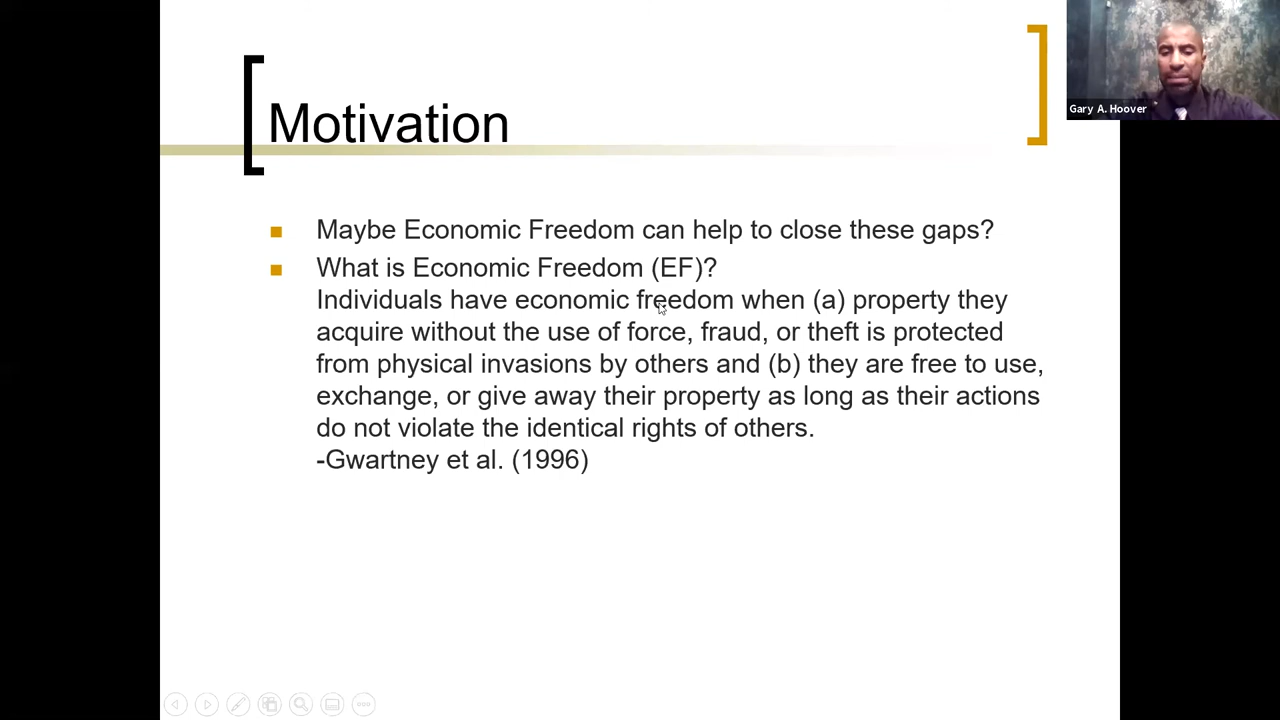 Motivation
Gary A. Hoover
Maybe Economic Freedom can help to close these gaps?
What is Economic Freedom (EF)?
Individuals have economic freedom when (a) property they
acquire without the use of force, fraud, or theft is protected
from physical invasions by others and (b) they are free to use,
exchange, or give away their property as long as their actions
do not violate the identical rights of others.
-Gwartney et al. (1996)